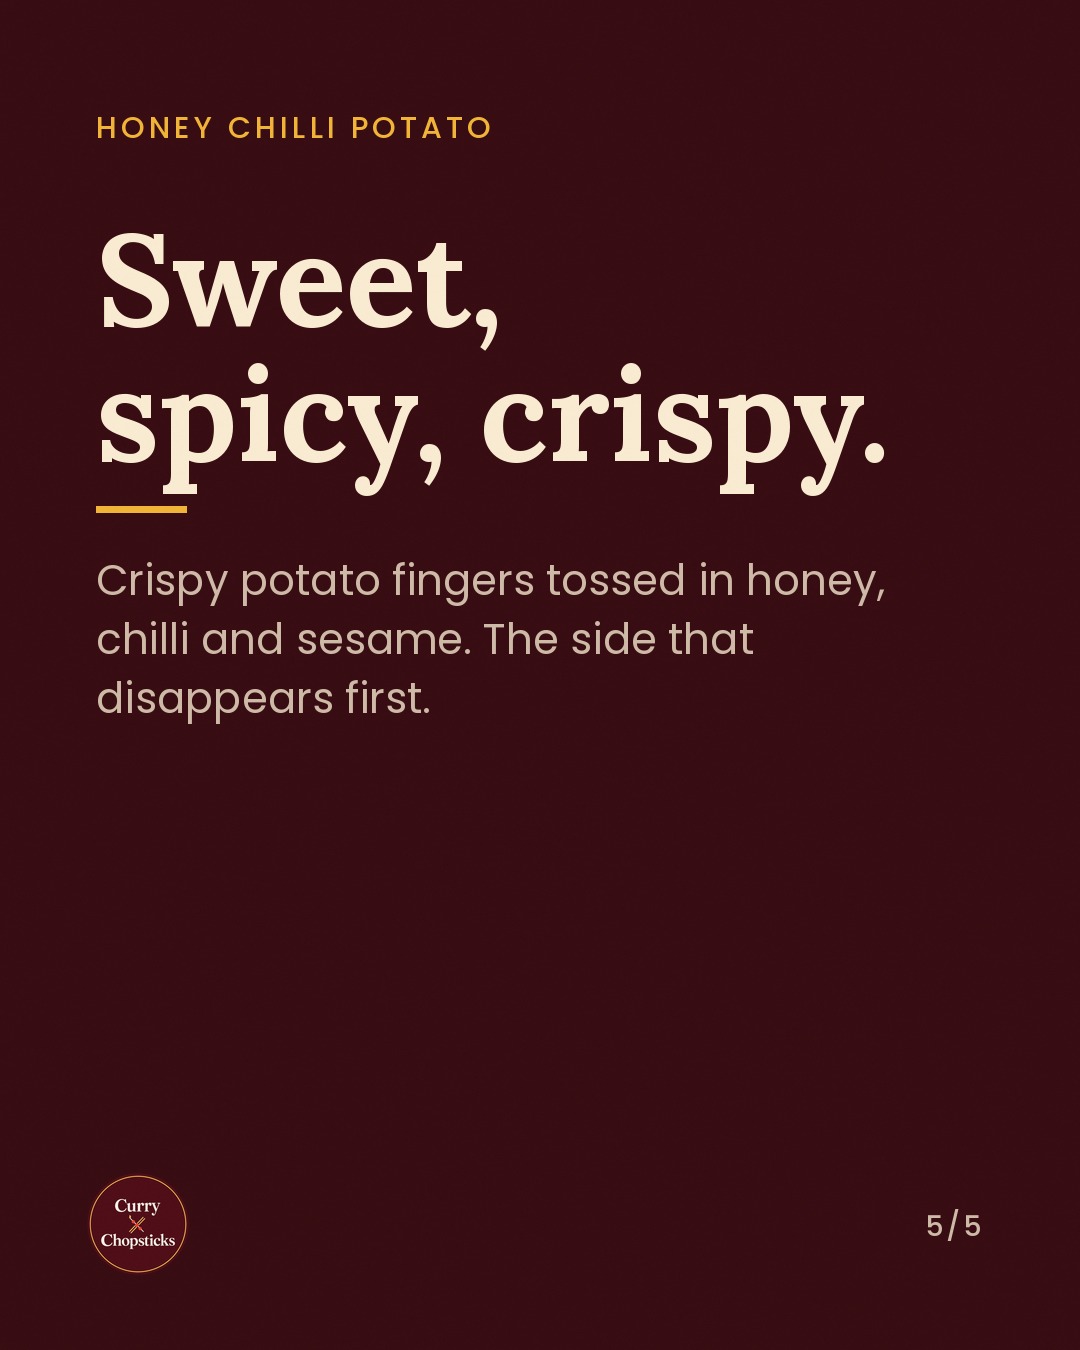 HONEY CHILLI POTATO
Sweet,
spicy, crispy.
Crispy potato fingers tossed in honey,
chilli and sesame. The side that
disappears first.
Curry
Chopsticks
5/5